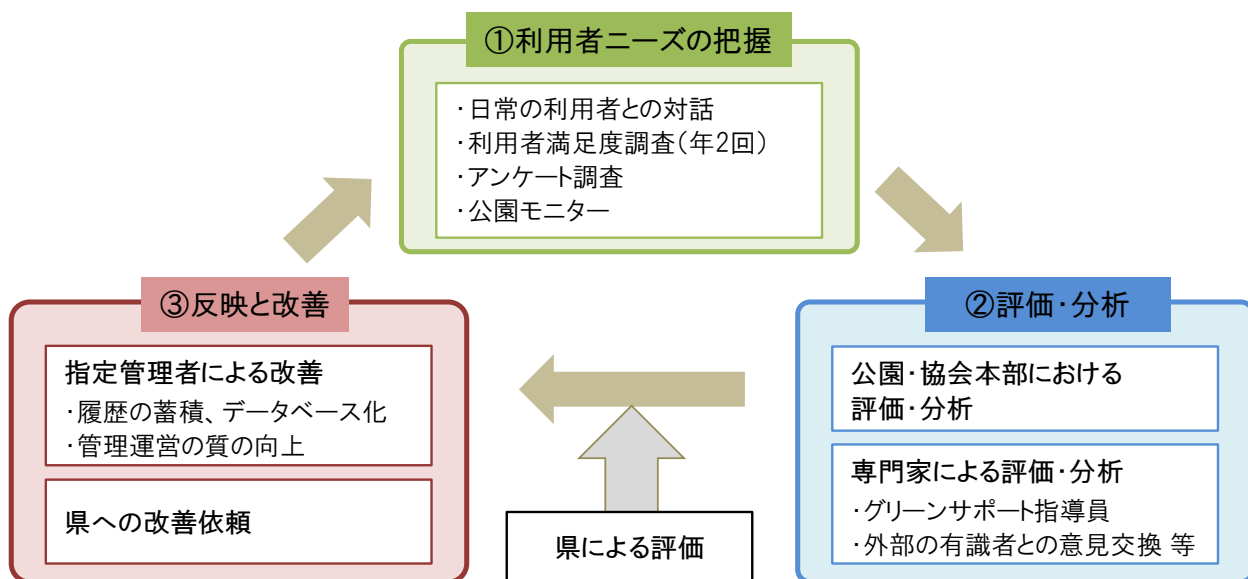 ①利用者ニーズの把握
・日常の利用者との対話
・利用者満足度調査(年2回)
・アンケート調査
・公園モニター
②評価・分析
公園・協会本部における
評価・分析
専門家による評価・分析
・グリーンサポート指導員
・外部の有識者との意見交換 等
県による評価
③反映と改善
指定管理者による改善
・履歴の蓄積、データベース化
・管理運営の質の向上
県への改善依頼